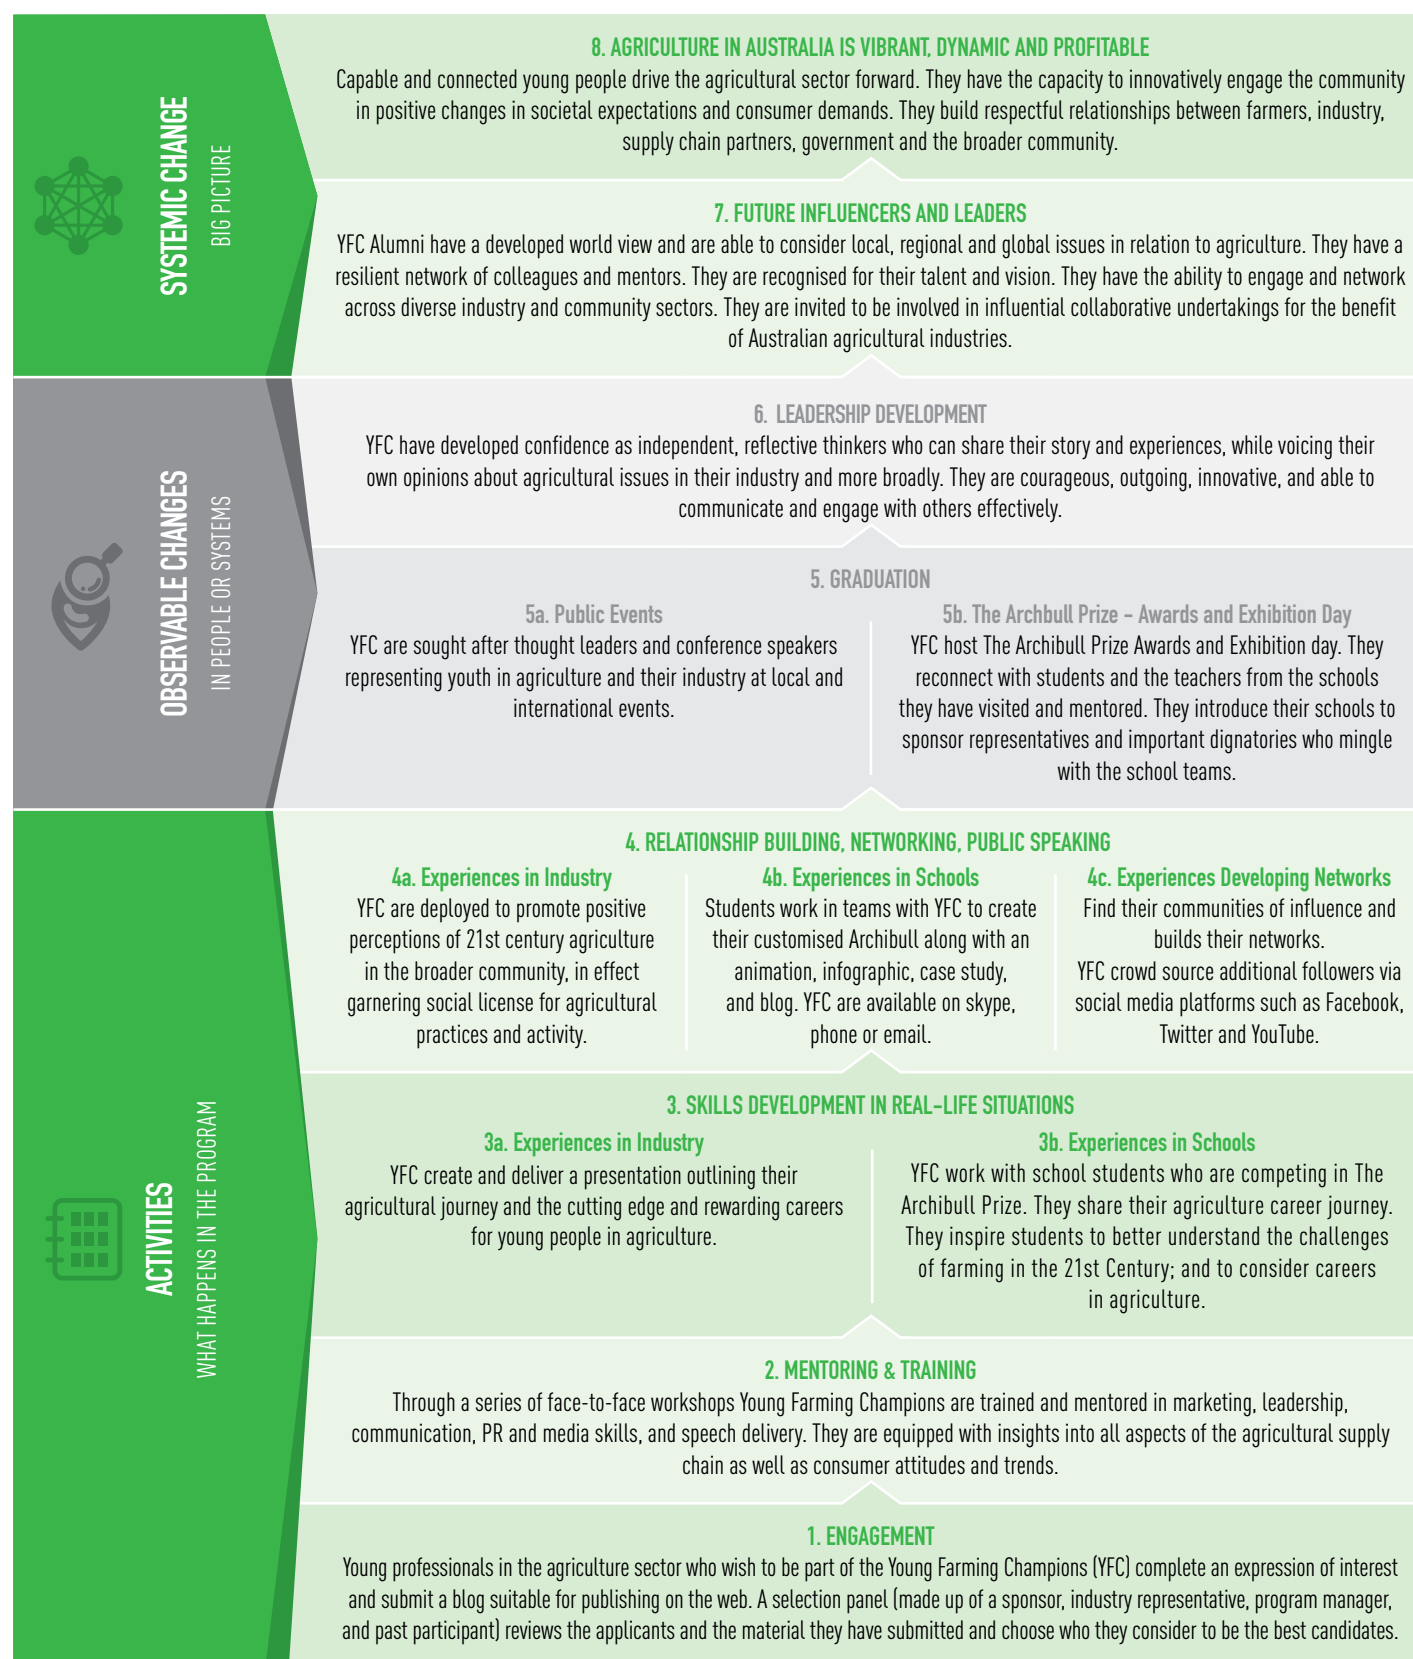 SYSTEMIC CHANGE
BIG PICTURE
8. AGRICULTURE IN AUSTRALIA IS VIBRANT, DYNAMIC AND PROFITABLE
Capable and connected young people drive the agricultural sector forward. They have the capacity to innovatively engage the community
in positive changes in societal expectations and consumer demands. They build respectful relationships between farmers, industry,
supply chain partners, government and the broader community.
7. FUTURE INFLUENCERS AND LEADERS
YFC Alumni have a developed world view and are able to consider local, regional and global issues in relation to agriculture. They have a
resilient network of colleagues and mentors. They are recognised for their talent and vision. They have the ability to engage and network
across diverse industry and community sectors. They are invited to be involved in influential collaborative undertakings for the benefit
of Australian agricultural industries.
OBSERVABLE CHANGES
IN PEOPLE OR SYSTEMS
6. LEADERSHIP DEVELOPMENT
YFC have developed confidence as independent, reflective thinkers who can share their story and experiences, while voicing their
own opinions about agricultural issues in their industry and more broadly. They are courageous, outgoing, innovative, and able to
communicate and engage with others effectively.
5. GRADUATION
5a. Public Events
YFC are sought after thought leaders and conference speakers
representing youth in agriculture and their industry at local and
international events.
5b. The Archbull Prize - Awards and Exhibition Day
YFC host The Archibull Prize Awards and Exhibition day. They
reconnect with students and the teachers from the schools
they have visited and mentored. They introduce their schools to
sponsor representatives and important dignatories who mingle
with the school teams.
ACTIVITIES
WHAT HAPPENS IN THE PROGRAM
4. RELATIONSHIP BUILDING, NETWORKING, PUBLIC SPEAKING
4a. Experiences in Industry
YFC are deployed to promote positive
perceptions of 21st century agriculture
in the broader community, in effect
garnering social license for agricultural
practices and activity.
4b. Experiences in Schools
Students work in teams with YFC to create
their customised Archibull along with an
animation, infographic, case study,
and blog. YFC are available on skype,
phone or email.
4c. Experiences Developing Networks
Find their communities of influence and
builds their networks.
YFC crowd source additional followers via
social media platforms such as Facebook,
Twitter and YouTube.
3. SKILLS DEVELOPMENT IN REAL-LIFE SITUATIONS
3a. Experiences in Industry
YFC create and deliver a presentation outlining their
agricultural journey and the cutting edge and rewarding careers
for young people in agriculture.
3b. Experiences in Schools
YFC work with school students who are competing in The
Archibull Prize. They share their agriculture career journey.
They inspire students to better understand the challenges
of farming in the 21st Century; and to consider careers
in agriculture.
2. MENTORING & TRAINING
Through a series of face-to-face workshops Young Farming Champions are trained and mentored in marketing, leadership,
communication, PR and media skills, and speech delivery. They are equipped with insights into all aspects of the agricultural supply
chain as well as consumer attitudes and trends.
1. ENGAGEMENT
Young professionals in the agriculture sector who wish to be part of the Young Farming Champions (YFC) complete an expression of interest
and submit a blog suitable for publishing on the web. A selection panel (made up of a sponsor, industry representative, program manager,
and past participant) reviews the applicants and the material they have submitted and choose who they consider to be the best candidates.